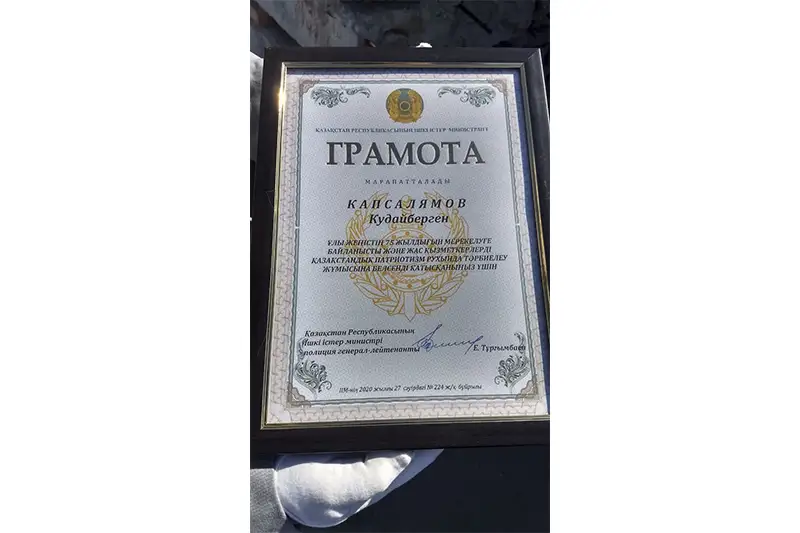 ҚАЗАҚСТАН РЕСПУБЛИКАСЫНЫҢ ІШКІ ІСТЕР МИНИСТРЛІГІ
ГРАМОТА
МАРАПАТТАЛАДЫ
КАПСАЛЯМОВ
Кудайберген
ҰЛЫ ЖЕҢІСТІҢ 75 ЖЫЛДЫҒЫН МЕРЕКЕЛЕУГЕ
БАЙЛАНЫСТЫ ЖӘНЕ ЖАС ҚЫЗМЕТКЕРЛЕРДІ
ҚАЗАҚСТАНДЫҚ ПАТРИОТИЗМ РУХЫНДА ТӘРБИЕЛЕУ
ЖҰМЫСЫНА БЕЛСЕНДІ ҚАТЫСҚАНЫҢЫЗ ҮШІН
Қазақстан Республикасының
Ішкі істер министрі
полиция генерал-лейтенанты Е. Тургымбаев
ІІМ-нің 2020 жылғы 27 сәуірдегі № 224 ж/қ бұйрығы